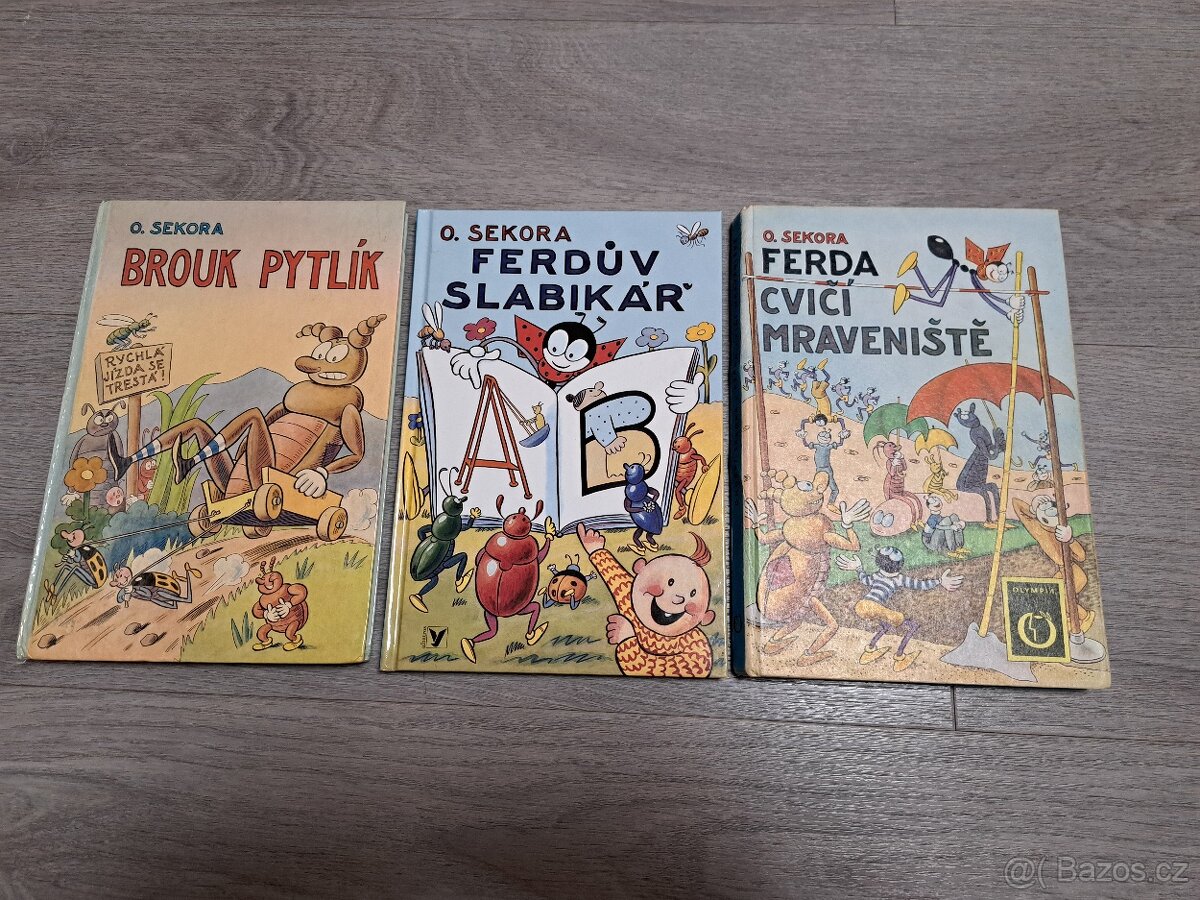 O. SEKORA
BROUK PYTLÍK
RYCHLÁ
JÍZDA SE
TRESTÁ!
O. SEKORA
FERDŮV
SLABIKÁŘ
A
B
O. SEKORA
FERDA
CVIČÍ
MRAVENIŠTĚ
OLYMPIA
@( Bazos.cz